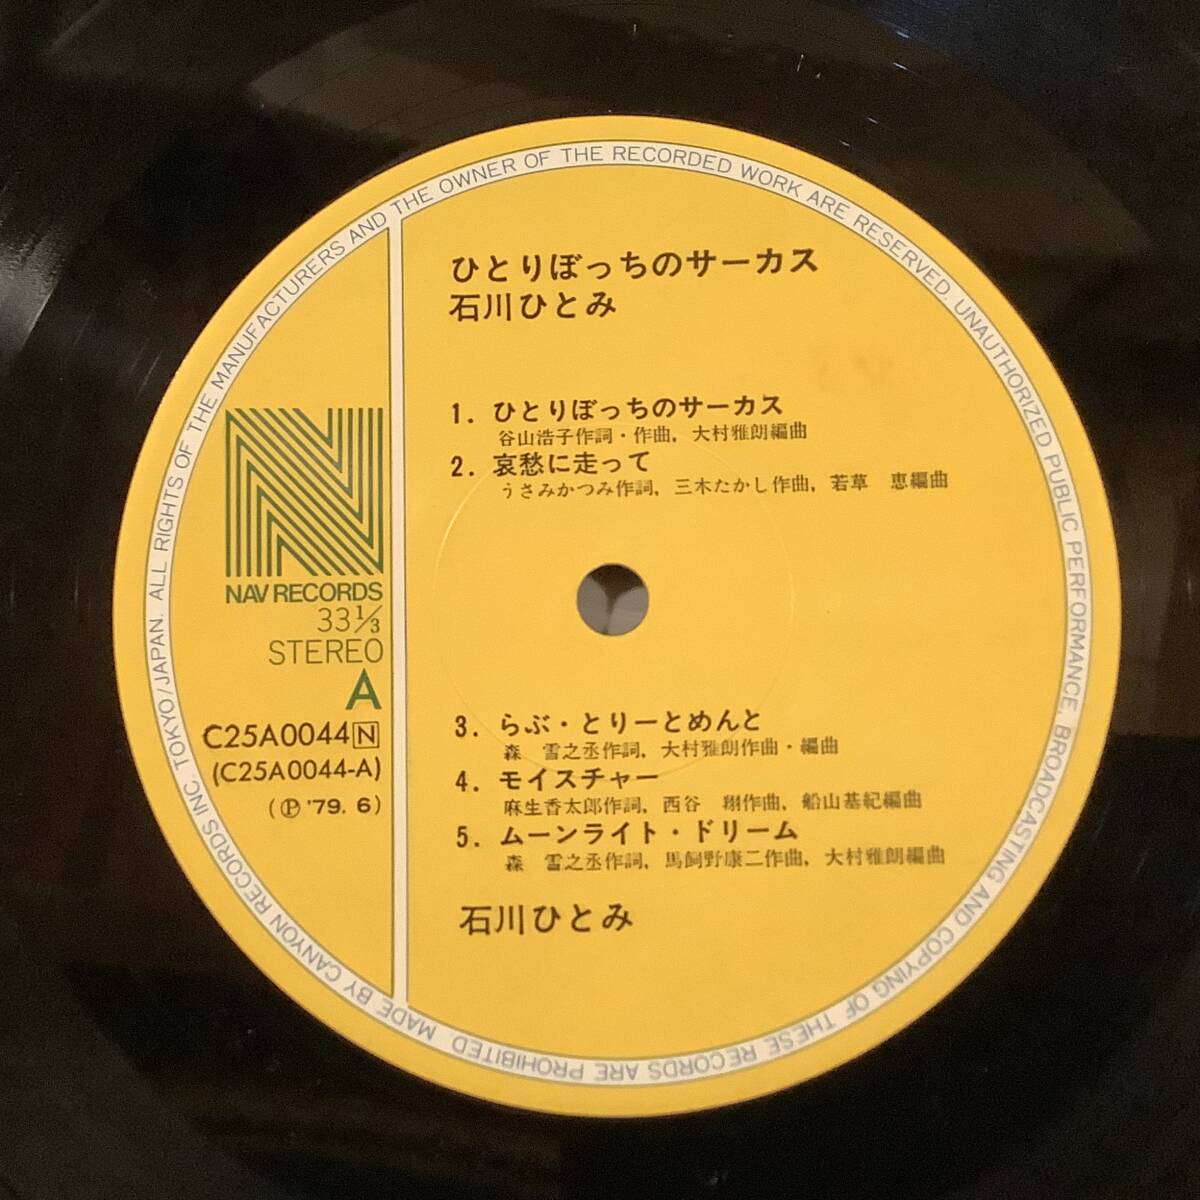 ひとりぼっちのサーカス
石川ひとみ
1. ひとりぼっちのサーカス
谷山浩子作詞・作曲, 大村雅朗編曲
2. 哀愁に走って
うさみかつみ作詞, 三木たかし作曲, 若草 恵編曲
NAV RECORDS
33 1/3
STEREO
A
C25A0044 N
(C25A0044-A)
(℗ '79. 6)
3. らぶ・とりーとめんと
森 雪之丞作詞, 大村雅朗作曲・編曲
4. モイスチャー
麻生香太郎作詞, 西谷 翔作曲, 船山基紀編曲
5. ムーンライト・ドリーム
森 雪之丞作詞, 馬飼野康二作曲, 大村雅朗編曲
石川ひとみ
MADE BY CANYON RECORDS INC. TOKYO/JAPAN. ALL RIGHTS OF THE MANUFACTURERS AND THE OWNER OF THE RECORDED WORK ARE RESERVED. UNAUTHORIZED PUBLIC PERFORMANCE, BROADCASTING AND COPYING OF THESE RECORDS ARE PROHIBITED